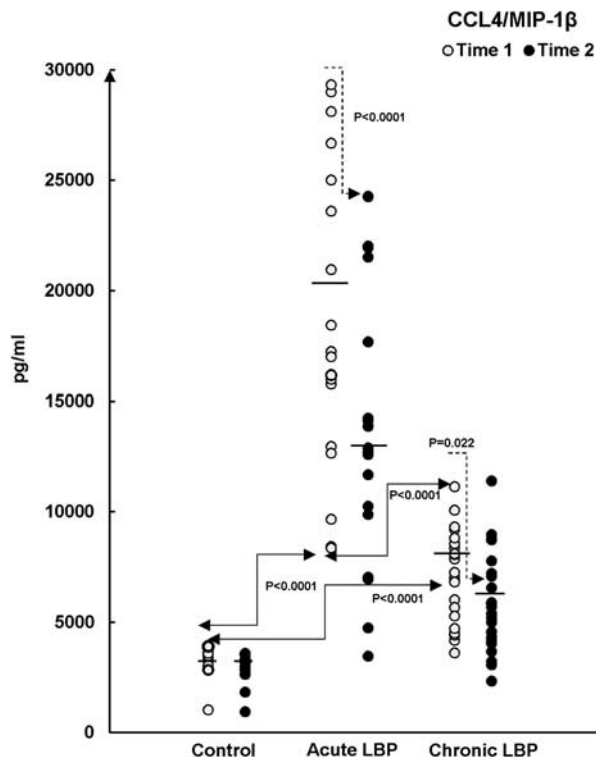 CCL4/MIP-1β
Time 1 Time 2
30000
P<0.0001
25000
20000
pg/ml
15000
P=0.022
10000
P<0.0001
P<0.0001
P<0.0001
5000
0
Control Acute LBP Chronic LBP